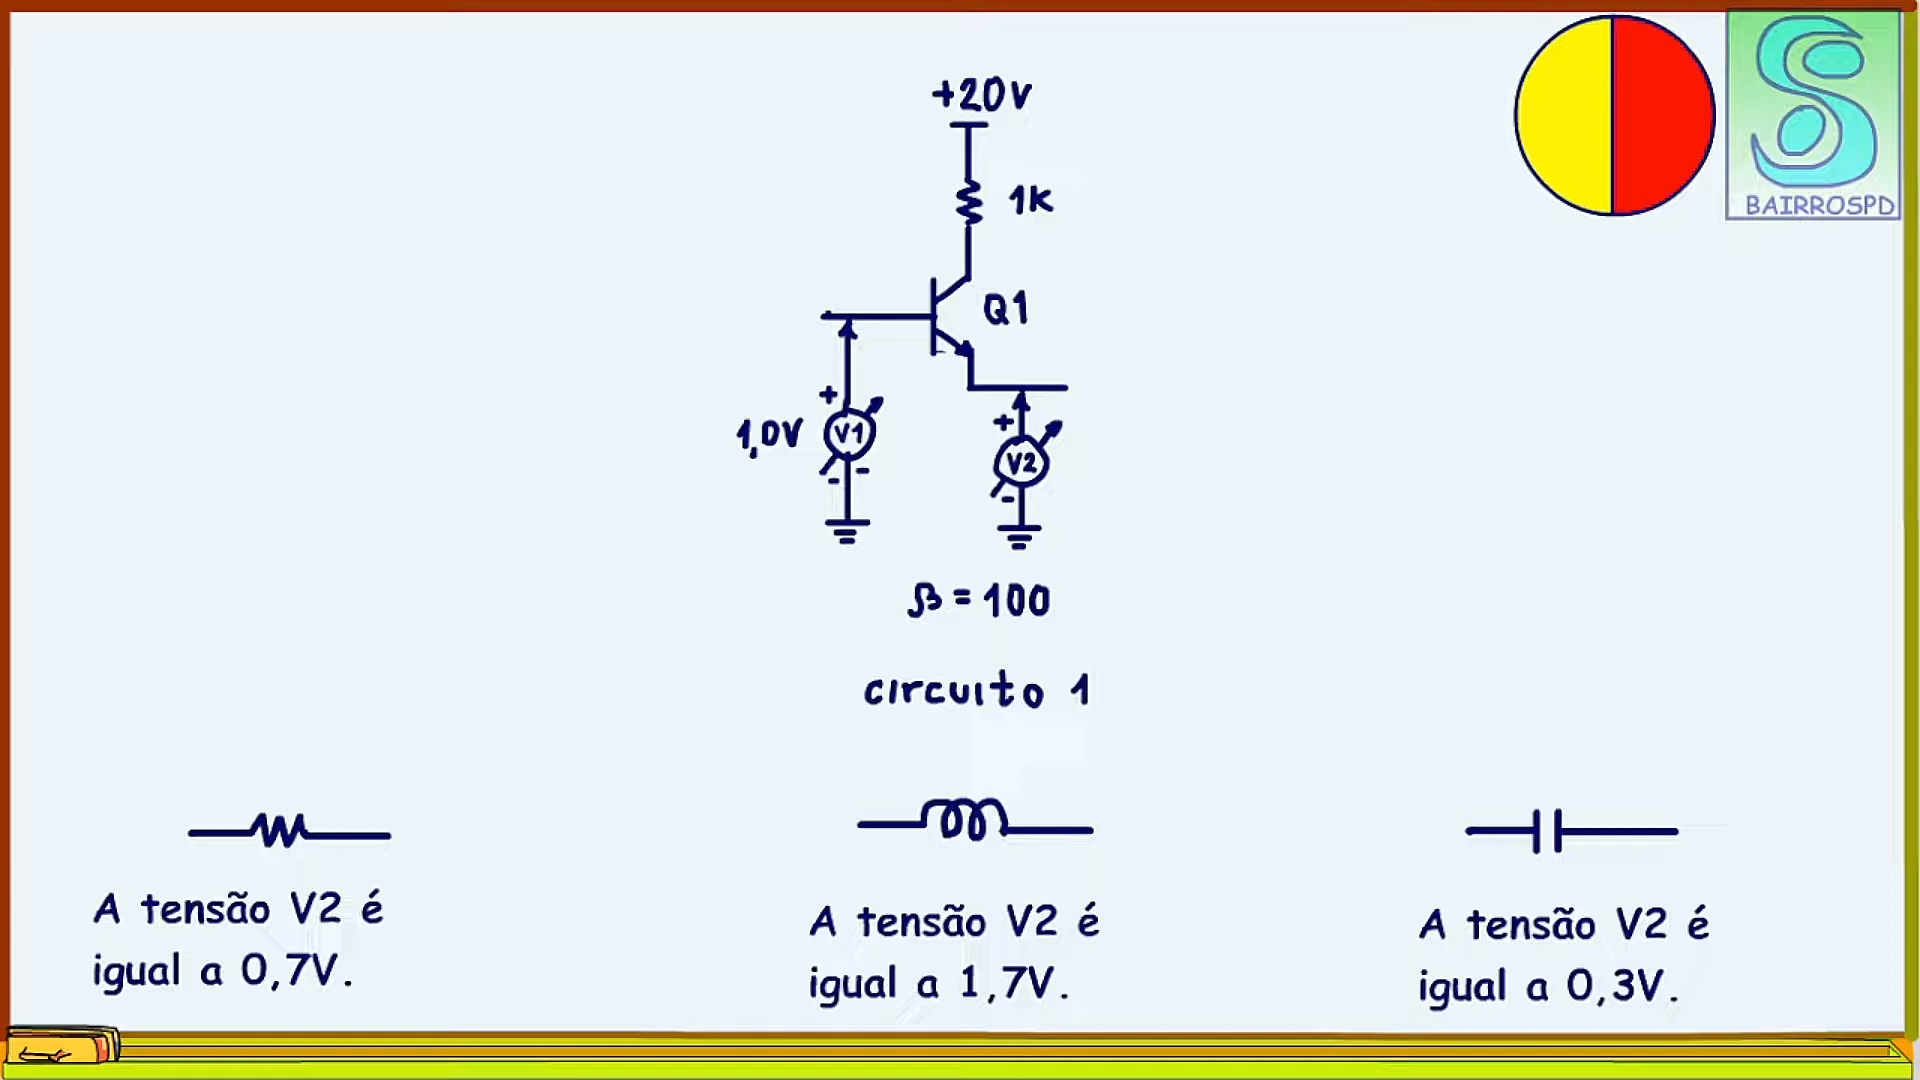 +20V
1K
BAIRROSPD
Q1
+
+
1,0V
V1
V2
-
-
-
β = 100
circuito 1
A tensão V2 é
igual a 0,7V.
A tensão V2 é
igual a 1,7V.
A tensão V2 é
igual a 0,3V.